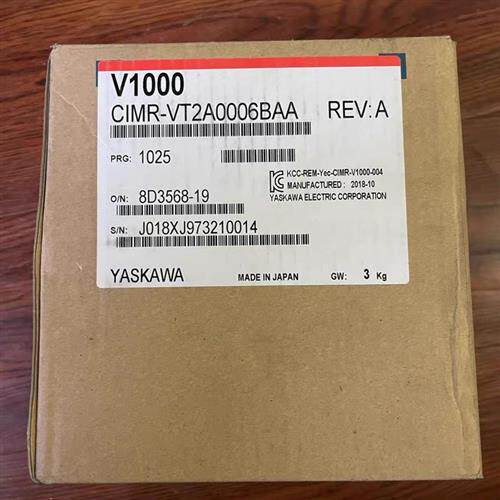 V1000
CIMR-VT2A0006BAA REV: A
PRG: 1025
KCC-REM-Yec-CIMR-V1000-004
MANUFACTURED : 2018-10
O/N: 8D3568-19
YASKAWA ELECTRIC CORPORATION
S/N: J018XJ973210014
YASKAWA MADE IN JAPAN GW: 3 Kg